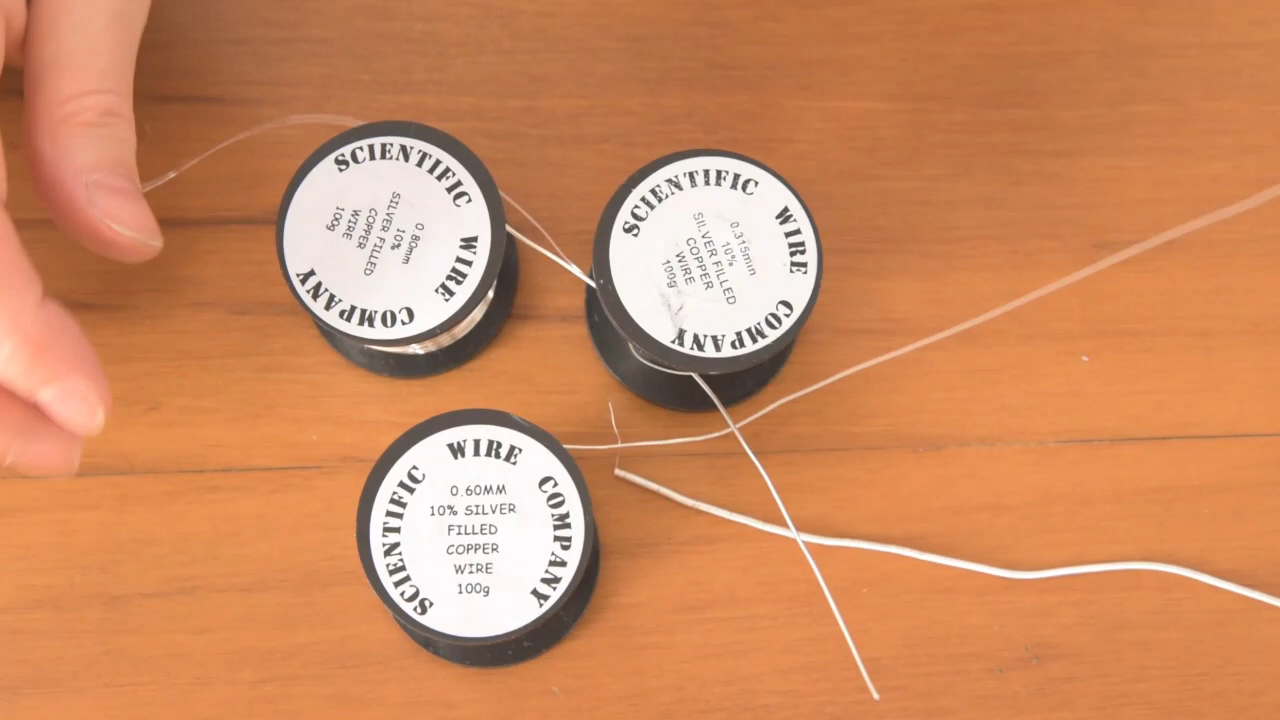 SCIENTIFIC WIRE COMPANY
0.80mm
10%
SILVER FILLED
COPPER
WIRE
100g
SCIENTIFIC WIRE COMPANY
0.315mm
10%
SILVER FILLED
COPPER
WIRE
100g
SCIENTIFIC WIRE COMPANY
0.60MM
10% SILVER
FILLED
COPPER
WIRE
100g